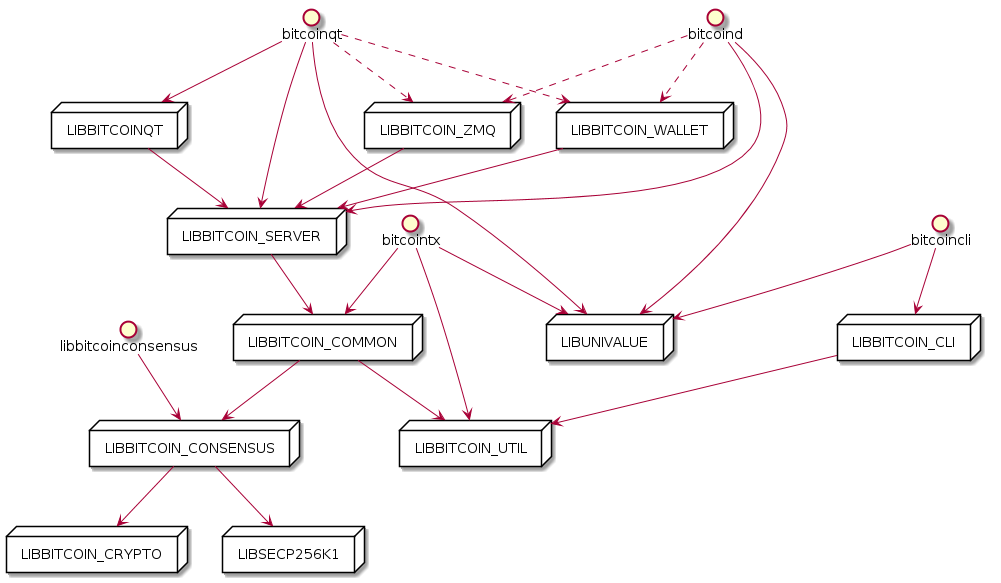 bitcoinqt
bitcoind
LIBBITCOINQT
LIBBITCOIN_ZMQ
LIBBITCOIN_WALLET
LIBBITCOIN_SERVER
bitcointx
bitcoincli
libbitcoinconsensus
LIBBITCOIN_COMMON
LIBUNIVALUE
LIBBITCOIN_CLI
LIBBITCOIN_CONSENSUS
LIBBITCOIN_UTIL
LIBBITCOIN_CRYPTO
LIBSECP256K1